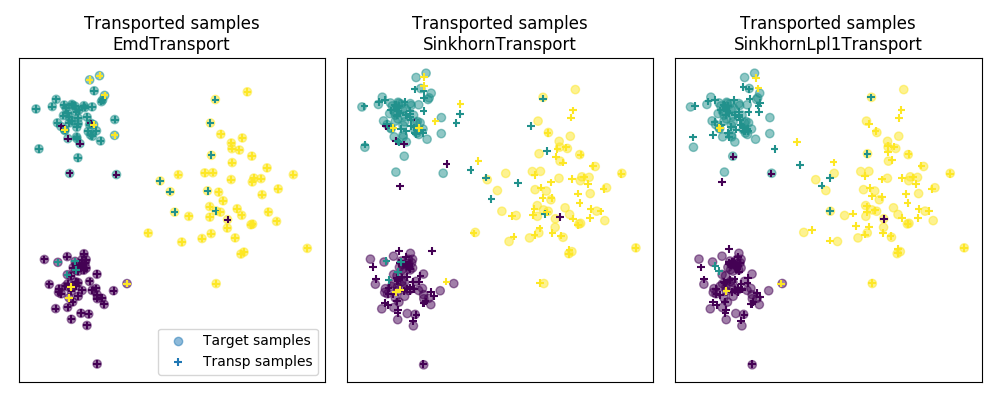 Transported samples
EmdTransport
Transported samples
SinkhornTransport
Transported samples
SinkhornLpl1Transport
Target samples
Transp samples